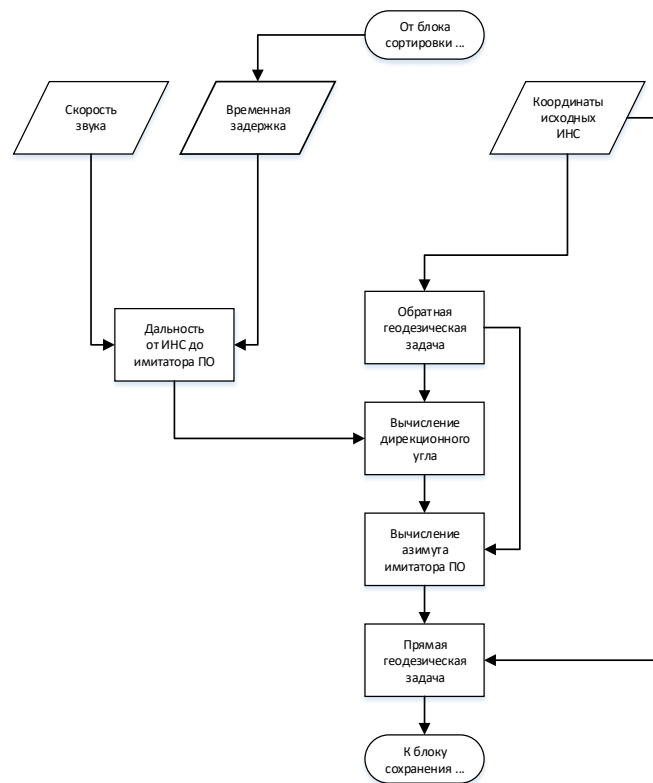 От блока
сортировки ...
Скорость
звука
Временная
задержка
Координаты
исходных
ИНС
Дальность
от ИНС до
имитатора ПО
Обратная
геодезическая
задача
Вычисление
дирекционного
угла
Вычисление
азимута
имитатора ПО
Прямая
геодезическая
задача
К блоку
сохранения ...